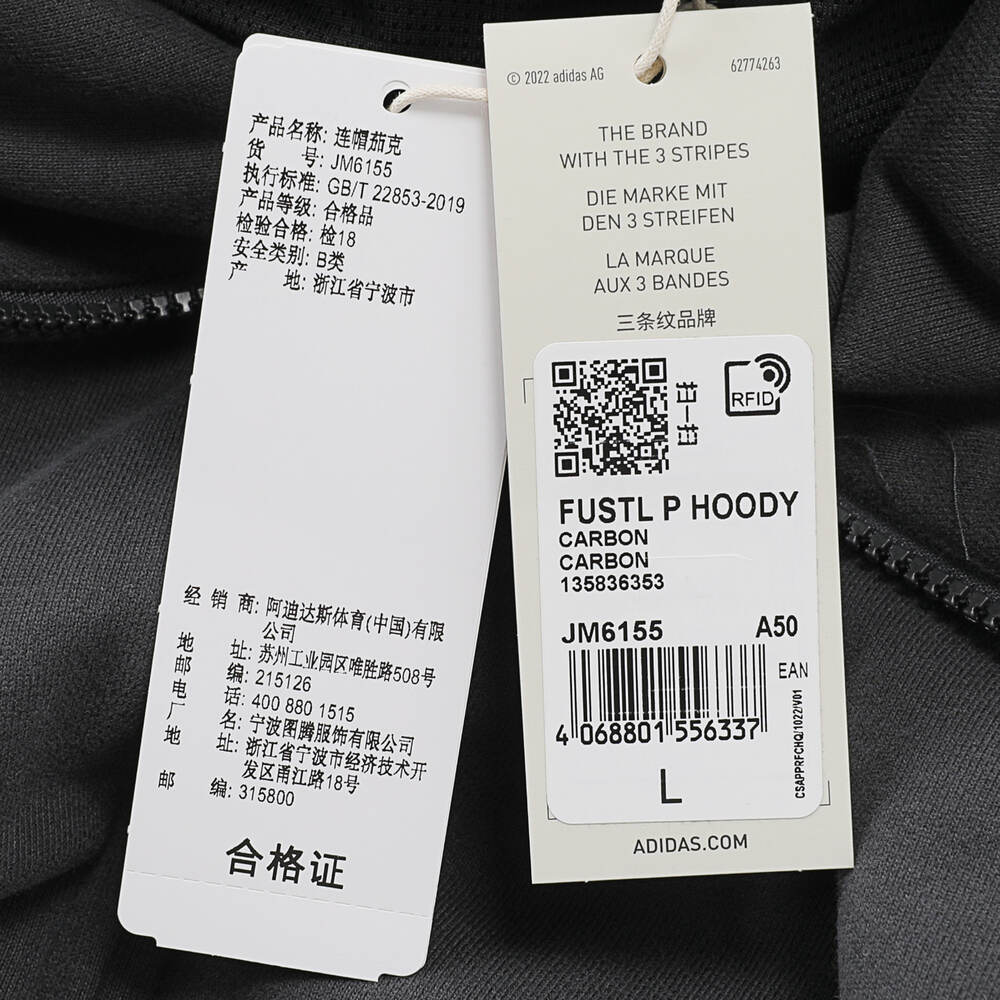 产品名称: 连帽茄克
货 号: JM6155
执行标准: GB/T 22853-2019
产品等级: 合格品
检验合格: 检18
安全类别: B类
产 地: 浙江省宁波市
经 销 商: 阿迪达斯体育(中国)有限
公司
地 址: 苏州工业园区唯胜路508号
邮 编: 215126
电 话: 400 880 1515
厂 名: 宁波图腾服饰有限公司
地 址: 浙江省宁波市经济技术开
发区甬江路18号
邮 编: 315800
合格证
© 2022 adidas AG
62774263
THE BRAND
WITH THE 3 STRIPES
DIE MARKE MIT
DEN 3 STREIFEN
LA MARQUE
AUX 3 BANDES
三条纹品牌
扫一扫
RFID
FUSTL P HOODY
CARBON
CARBON
135836353
JM6155 A50
EAN
4 068801 556337
CSAPPRFCHQ/1022/V01
L
ADIDAS.COM